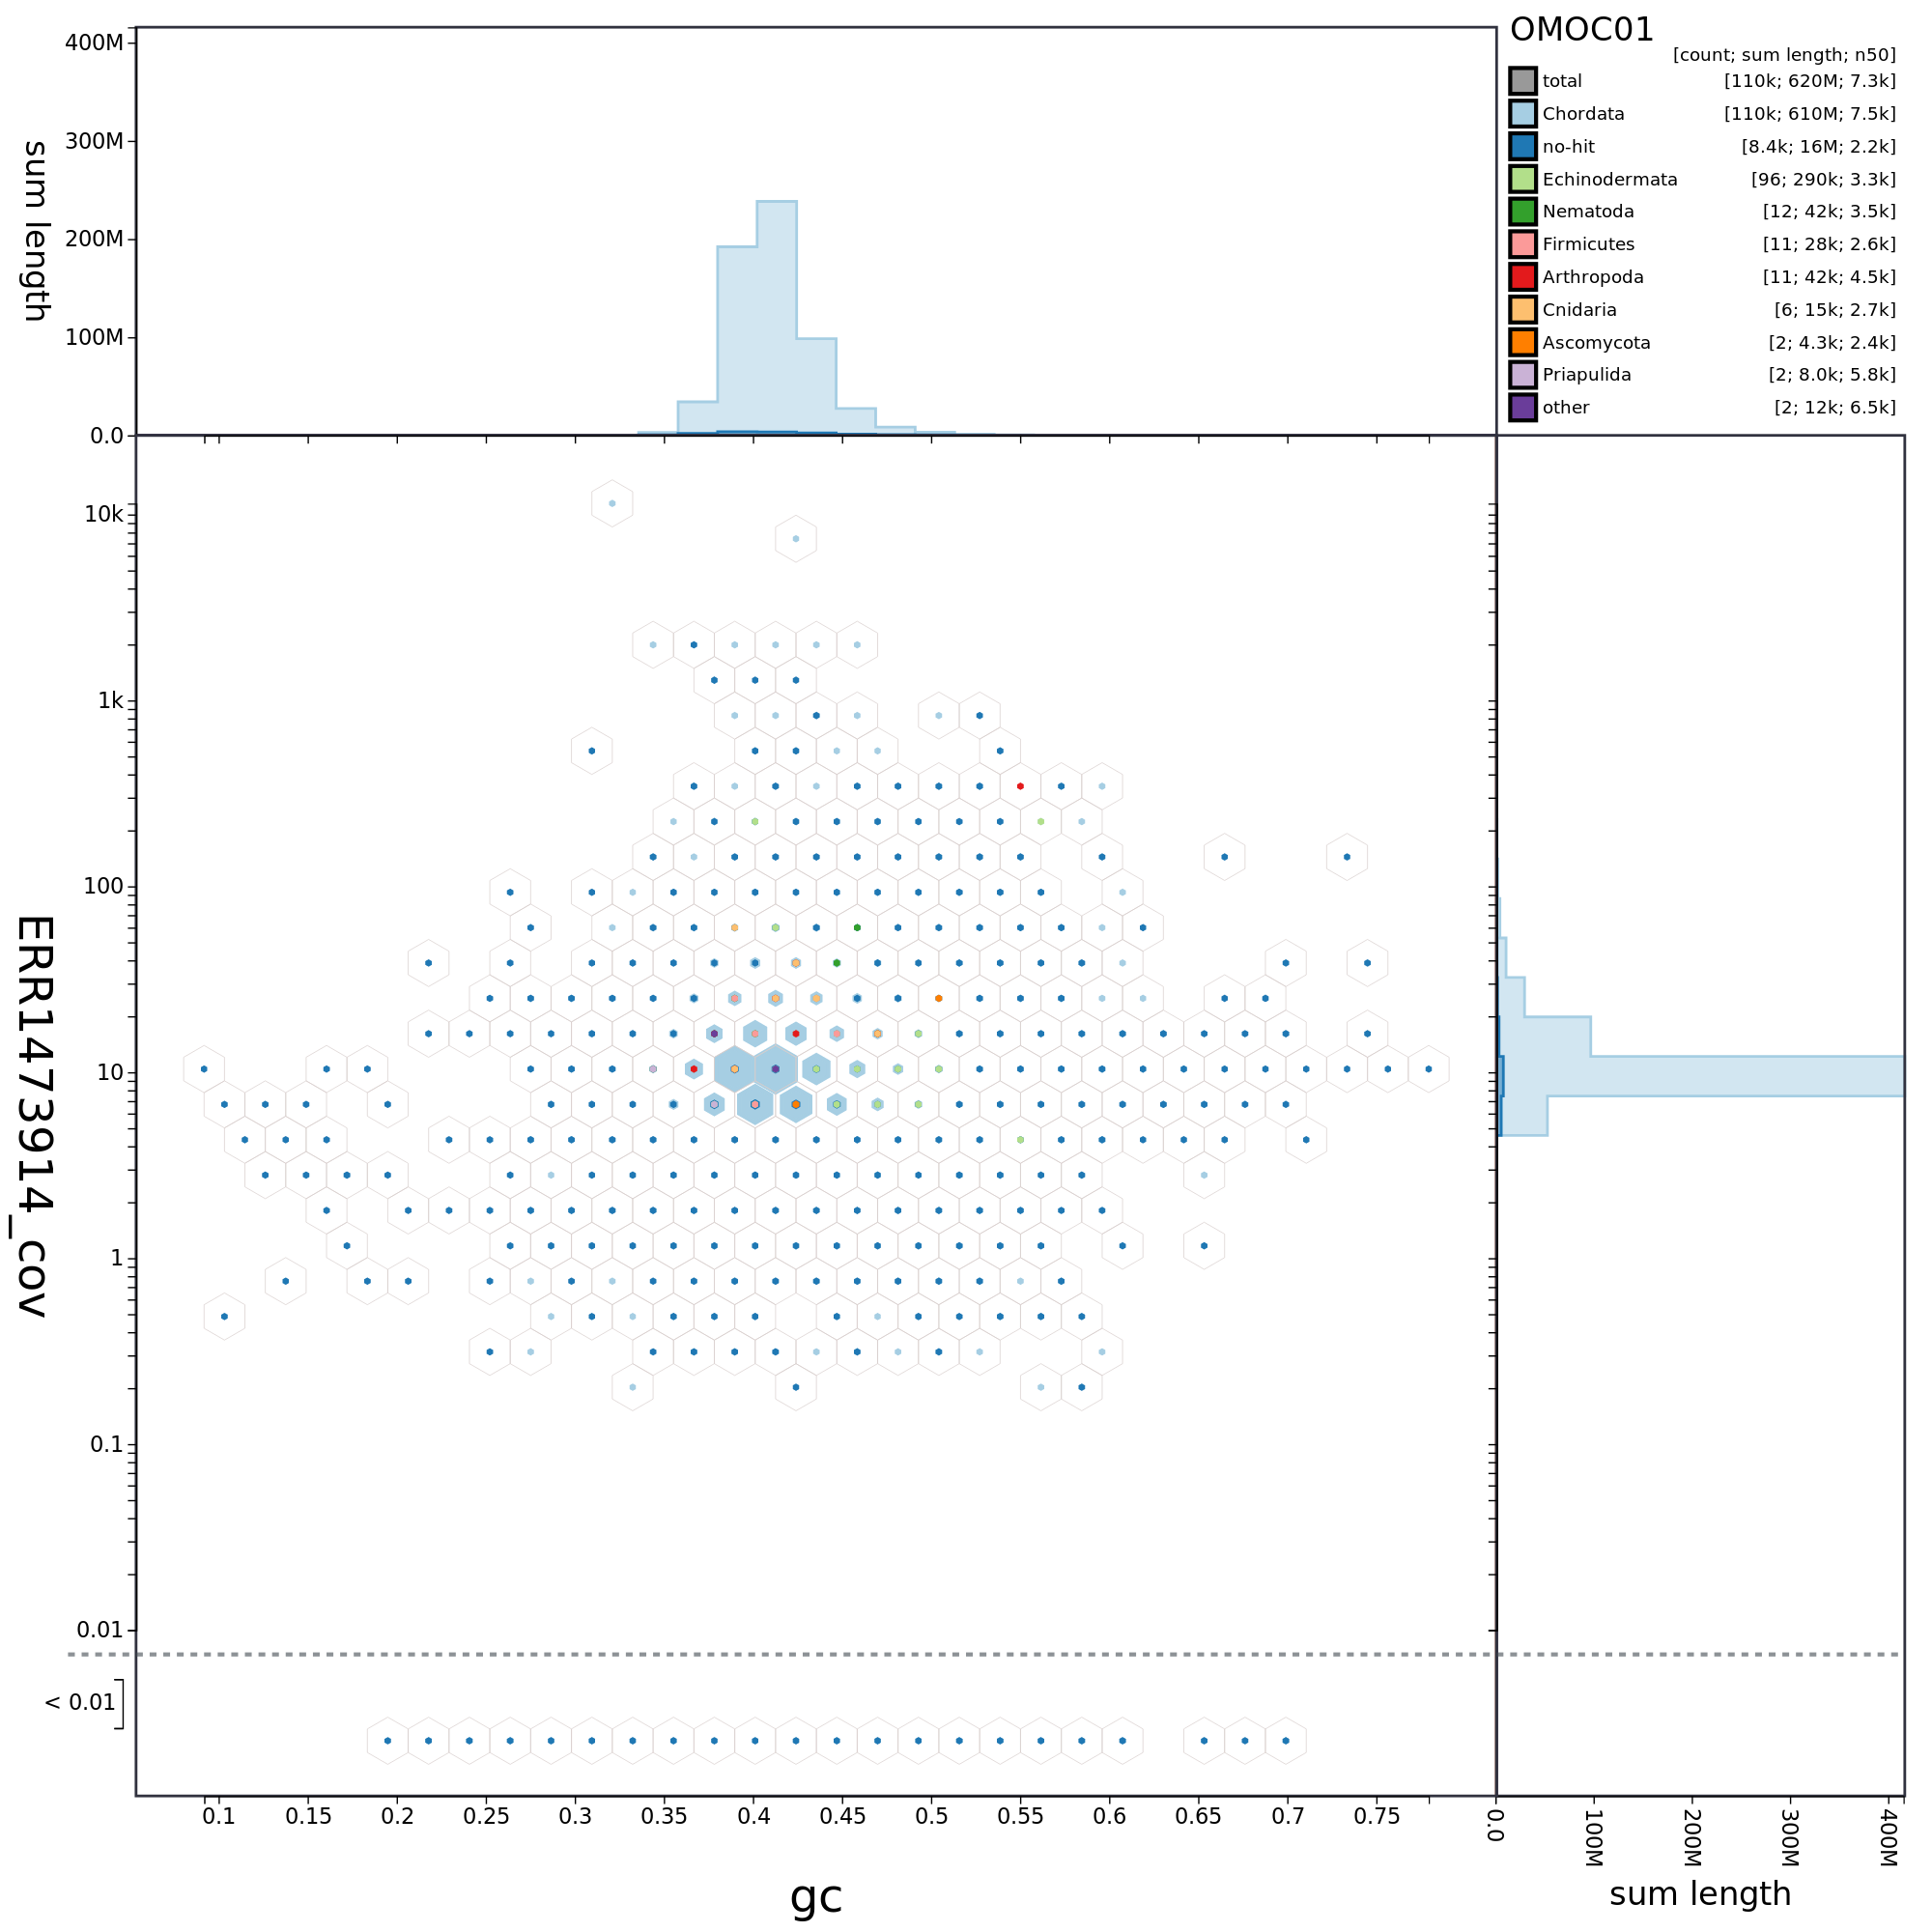 OMOC01
[count; sum length; n50]
total [110k; 620M; 7.3k]
Chordata [110k; 610M; 7.5k]
no-hit [8.4k; 16M; 2.2k]
Echinodermata [96; 290k; 3.3k]
Nematoda [12; 42k; 3.5k]
Firmicutes [11; 28k; 2.6k]
Arthropoda [11; 42k; 4.5k]
Cnidaria [6; 15k; 2.7k]
Ascomycota [2; 4.3k; 2.4k]
Priapulida [2; 8.0k; 5.8k]
other [2; 12k; 6.5k]
sum length
400M
300M
200M
100M
0.0
ERR1473914_cov
10k
1k
100
10
1
0.1
0.01
< 0.01
0.1 0.15 0.2 0.25 0.3 0.35 0.4 0.45 0.5 0.55 0.6 0.65 0.7 0.75
gc
0.0 100M 200M 300M 400M
sum length